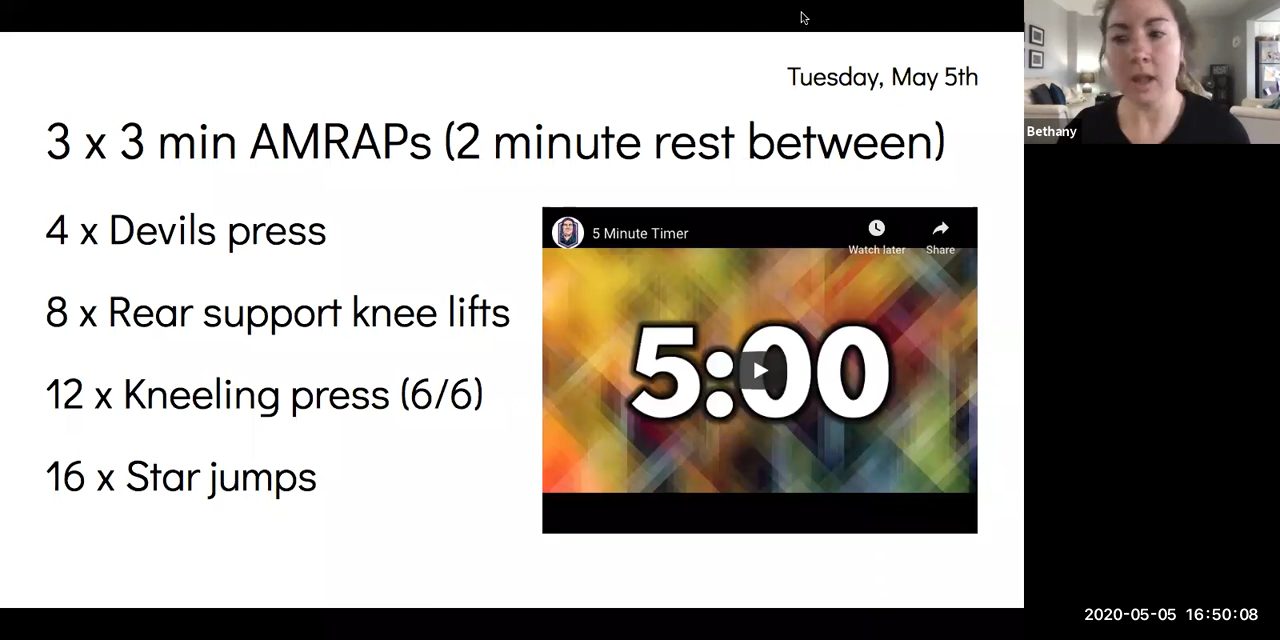 Tuesday, May 5th
3 x 3 min AMRAPs (2 minute rest between)
4 x Devils press
8 x Rear support knee lifts
12 x Kneeling press (6/6)
16 x Star jumps
5 Minute Timer
Watch later
Share
5:00
Bethany
2020-05-05 16:50:08